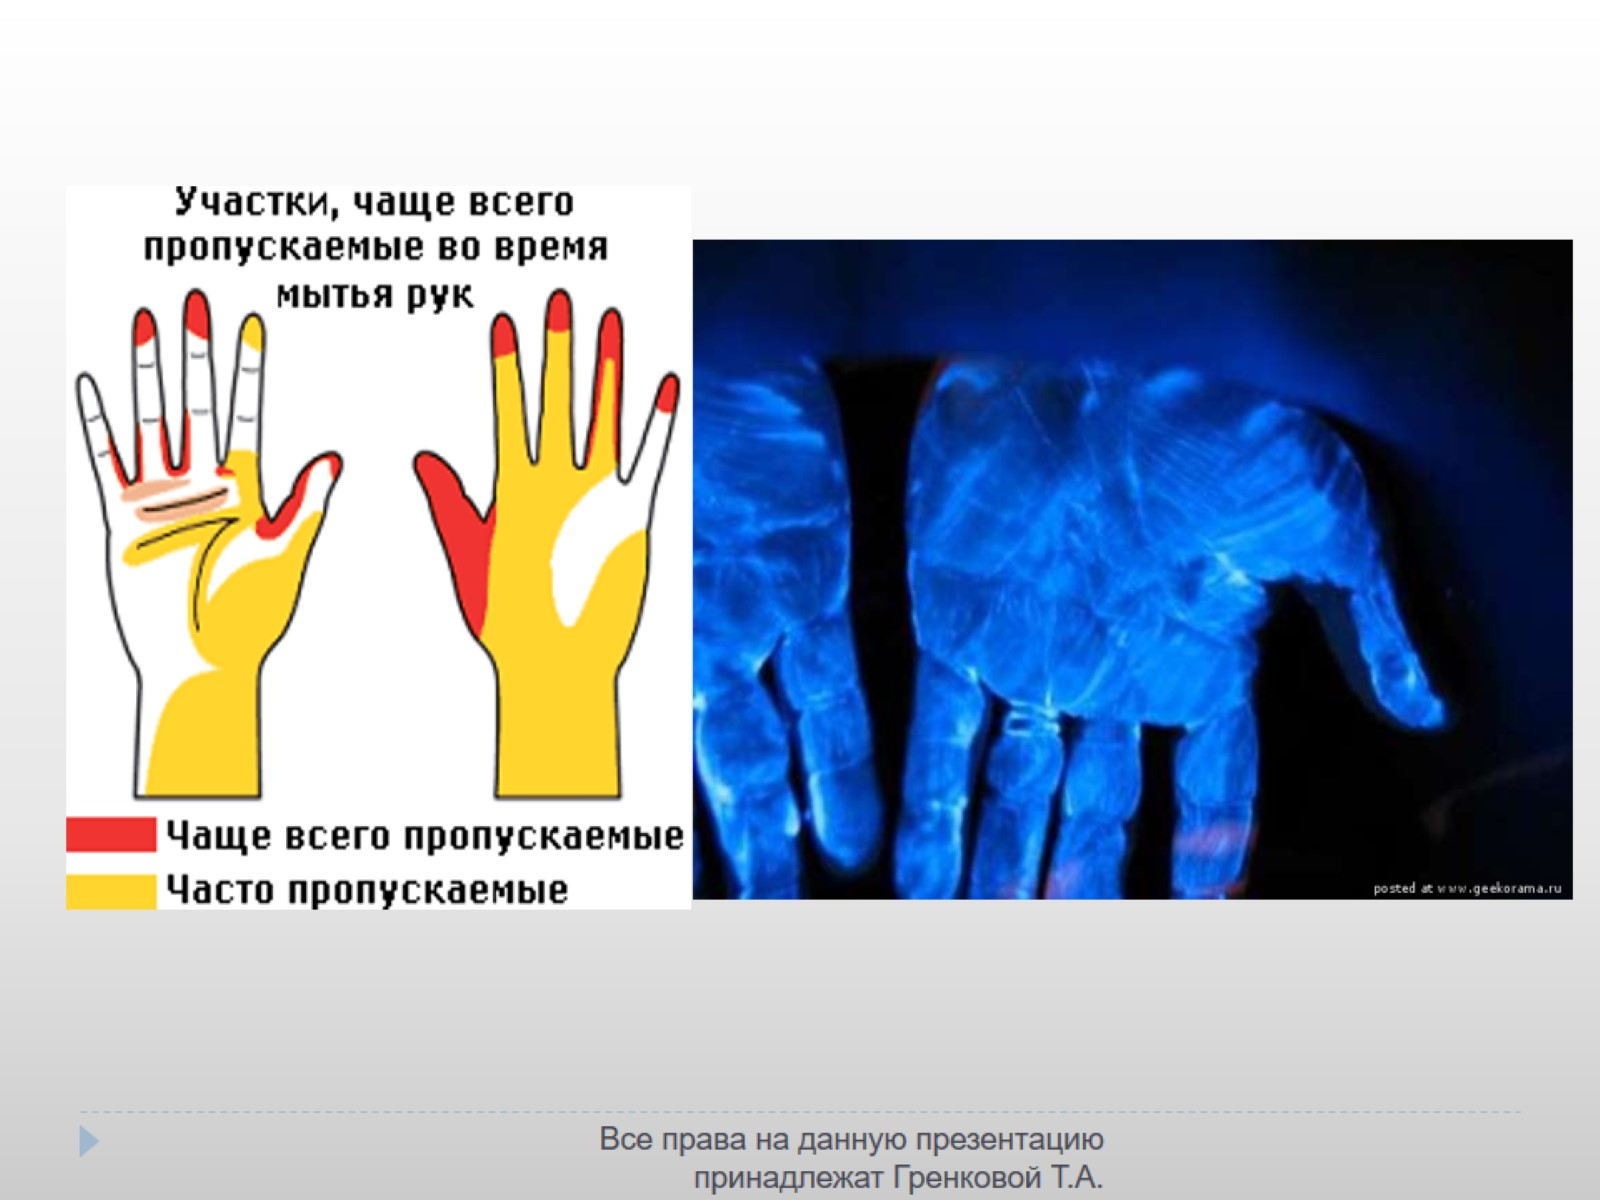 Участки, чаще всего
пропускаемые во время
мытья рук
Чаще всего пропускаемые
Часто пропускаемые
posted at www.geekorama.ru
Все права на данную презентацию
принадлежат Гренковой Т.А.